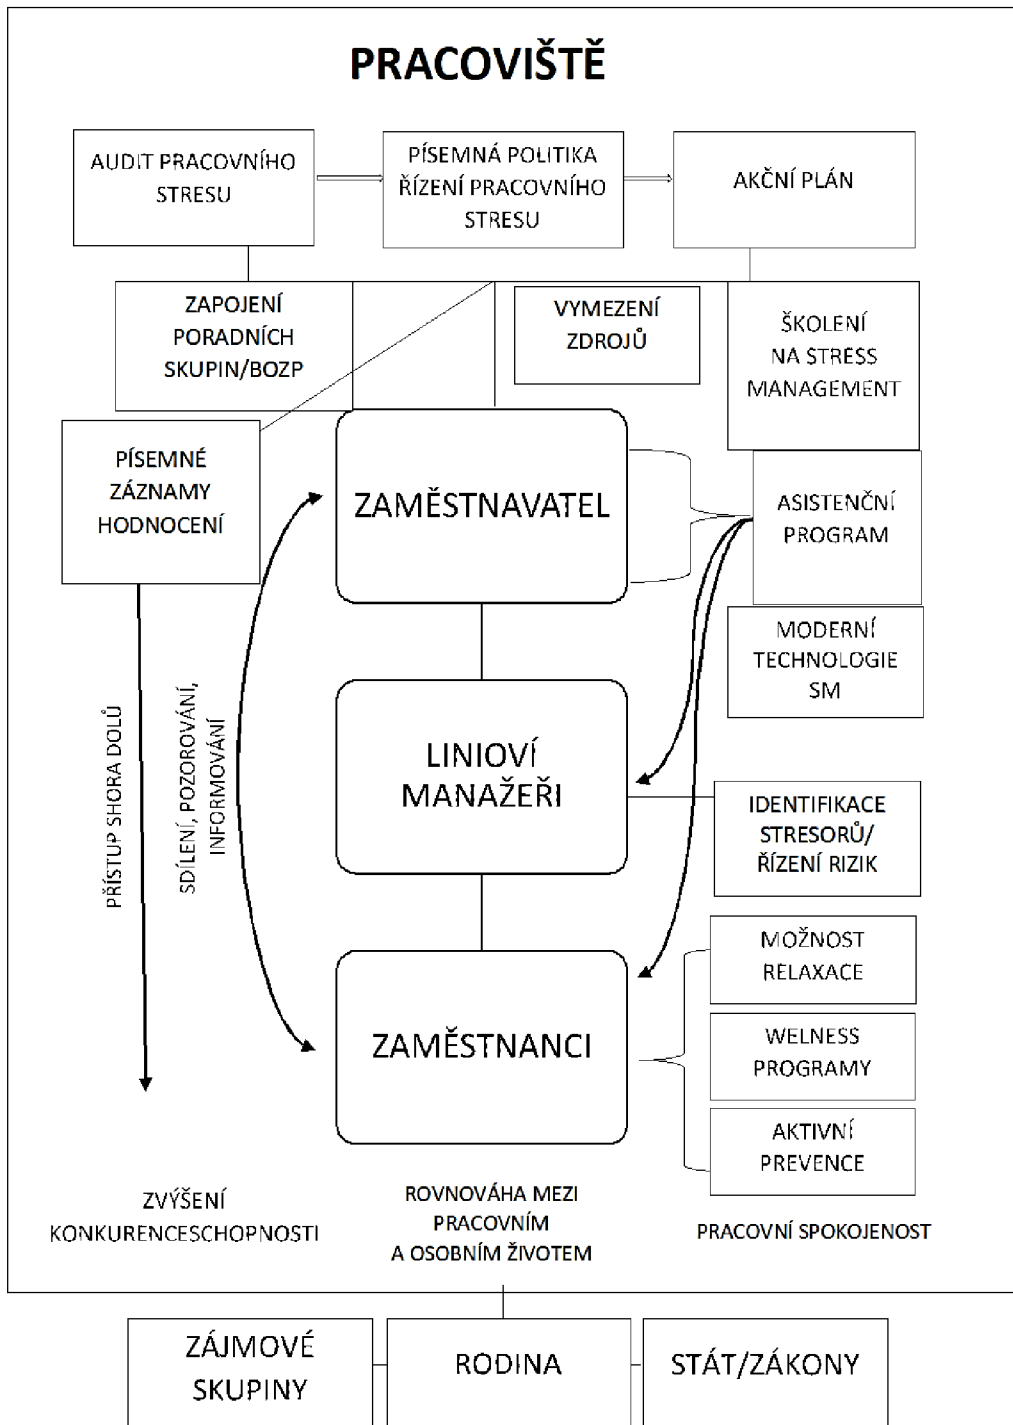 PRACOVIŠTĚ
AUDIT PRACOVNÍHO
STRESU
PÍSEMNÁ POLITIKA
ŘÍZENÍ PRACOVNÍHO
STRESU
AKČNÍ PLÁN
ZAPOJENÍ
PORADNÍCH
SKUPIN/BOZP
VYMEZENÍ
ZDROJŮ
ŠKOLENÍ
NA STRESS
MANAGEMENT
PÍSEMNÉ
ZÁZNAMY
HODNOCENÍ
ZAMĚSTNAVATEL
ASISTENČNÍ
PROGRAM
MODERNÍ
TECHNOLOGIE
SM
PŘÍSTUP SHORA DOLŮ
SDÍLENÍ, POZOROVÁNÍ,
INFORMOVÁNÍ
LINIOVÍ
MANAŽEŘI
IDENTIFIKACE
STRESORŮ/
ŘÍZENÍ RIZIK
MOŽNOST
RELAXACE
ZAMĚSTNANCI
WELNESS
PROGRAMY
AKTIVNÍ
PREVENCE
ZVÝŠENÍ
KONKURENCESCHOPNOSTI
ROVNOVÁHA MEZI
PRACOVNÍM
A OSOBNÍM ŽIVOTEM
PRACOVNÍ SPOKOJENOST
ZÁJMOVÉ
SKUPINY
RODINA
STÁT/ZÁKONY